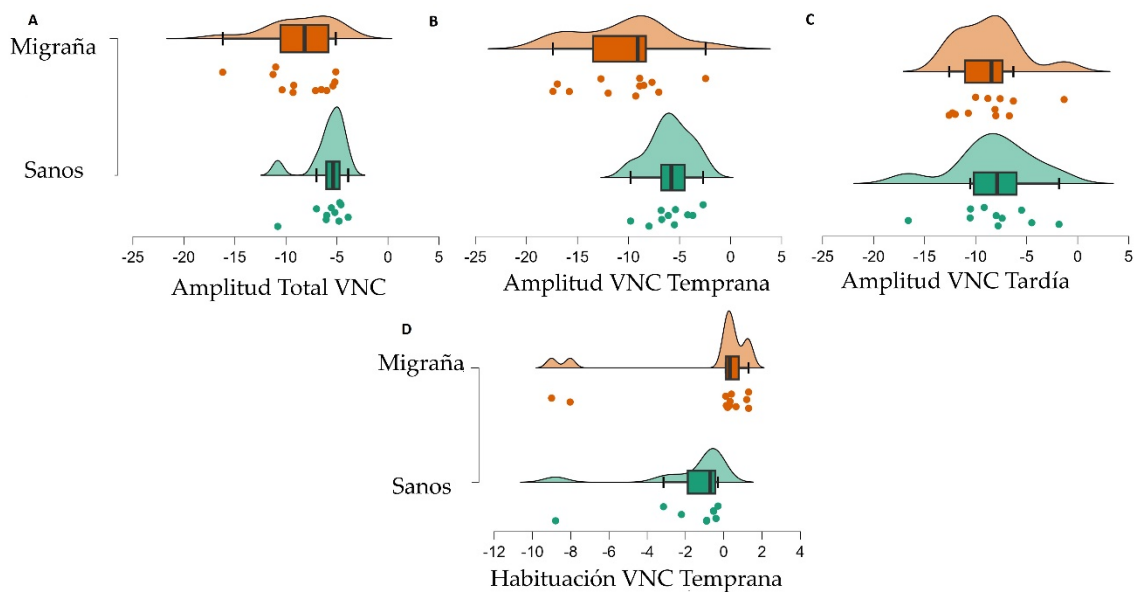 A
Migraña
Sanos
-25 -20 -15 -10 -5 0 5
Amplitud Total VNC
B
-25 -20 -15 -10 -5 0 5
Amplitud VNC Temprana
C
-25 -20 -15 -10 -5 0 5
Amplitud VNC Tardía
D
Migraña
Sanos
-12 -10 -8 -6 -4 -2 0 2 4
Habituación VNC Temprana